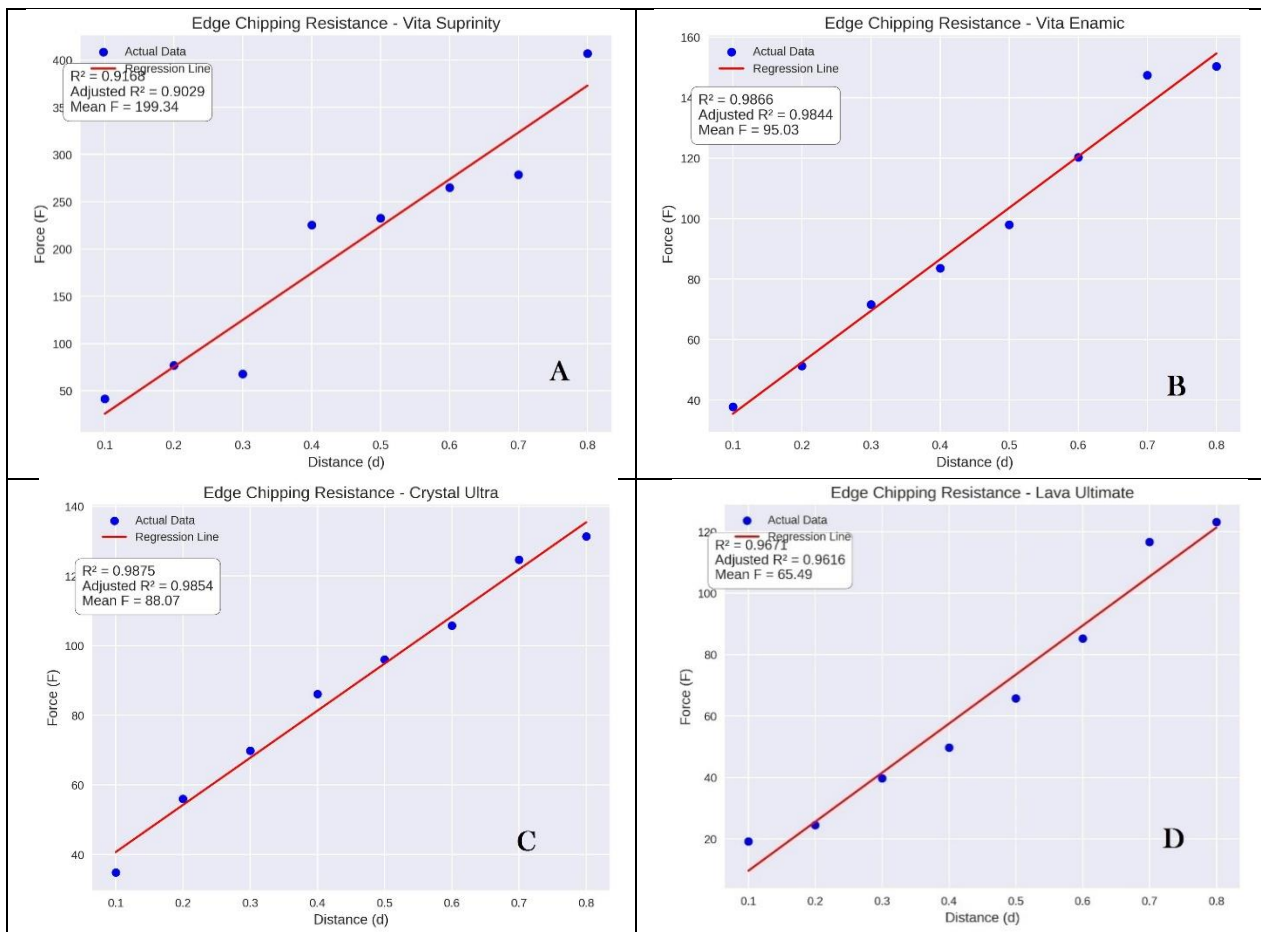 Edge Chipping Resistance - Vita Suprinity
Actual Data
Regression Line
R² = 0.9168
Adjusted R² = 0.9029
Mean F = 199.34
400
350
300
250
200
150
100
50
Force (F)
A
0.1 0.2 0.3 0.4 0.5 0.6 0.7 0.8
Distance (d)
Edge Chipping Resistance - Vita Enamic
160
Actual Data
Regression Line
R² = 0.9866
Adjusted R² = 0.9844
Mean F = 95.03
120
100
80
60
40
Force (F)
B
0.1 0.2 0.3 0.4 0.5 0.6 0.7 0.8
Distance (d)
Edge Chipping Resistance - Crystal Ultra
140
Actual Data
Regression Line
R² = 0.9875
Adjusted R² = 0.9854
Mean F = 88.07
100
80
60
40
Force (F)
C
0.1 0.2 0.3 0.4 0.5 0.6 0.7 0.8
Distance (d)
Edge Chipping Resistance - Lava Ultimate
Actual Data
Regression Line
R² = 0.9671
Adjusted R² = 0.9616
Mean F = 65.49
120
100
80
60
40
20
Force (F)
D
0.1 0.2 0.3 0.4 0.5 0.6 0.7 0.8
Distance (d)